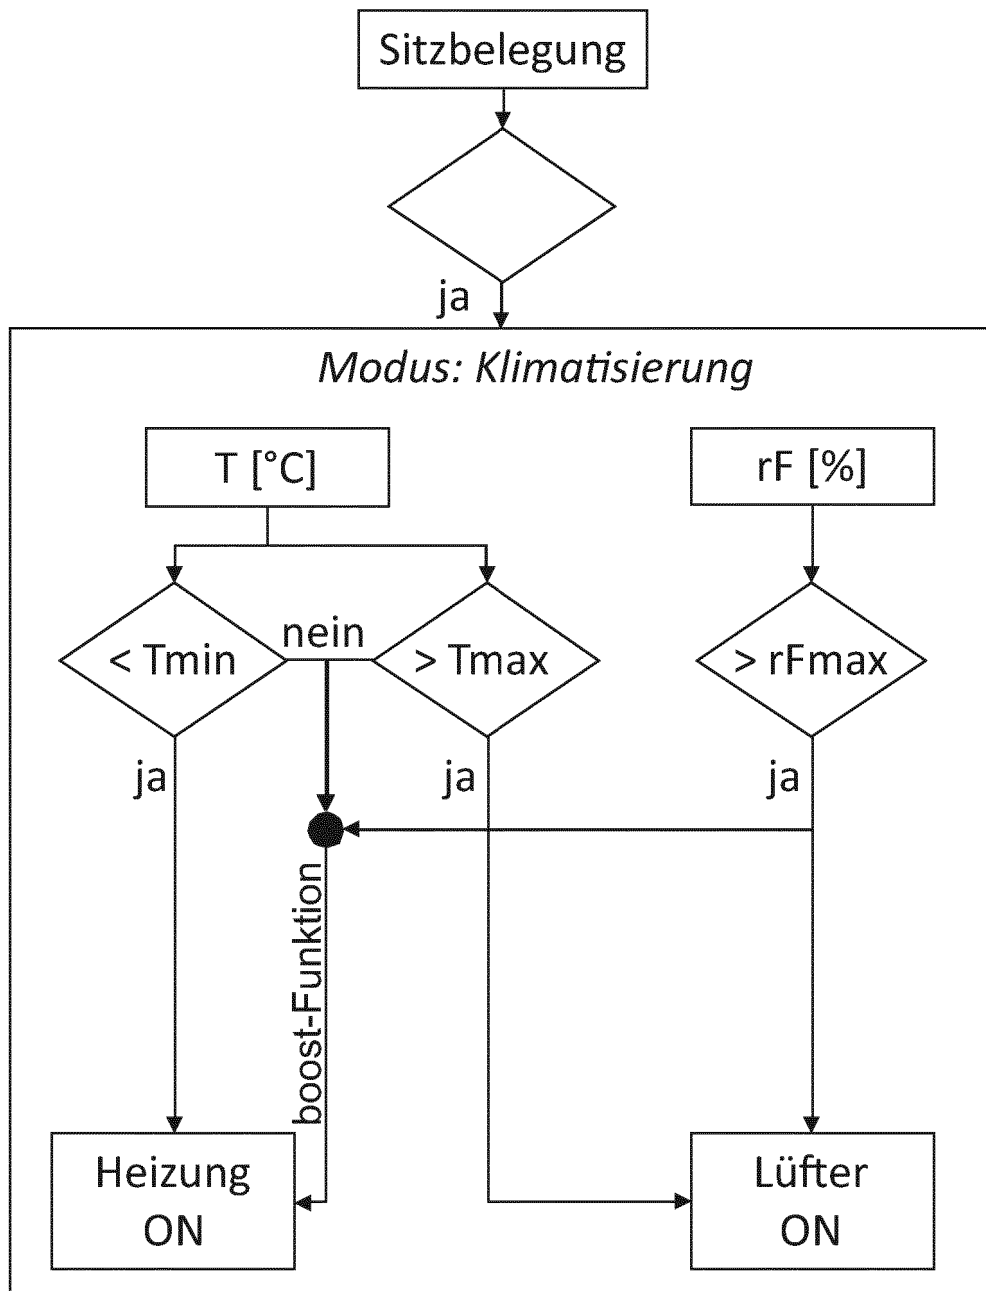 Sitzbelegung
ja
Modus: Klimatisierung
T [°C]
rF [%]
< Tmin
nein
> Tmax
> rFmax
ja
ja
ja
boost-Funktion
Heizung
ON
Lüfter
ON